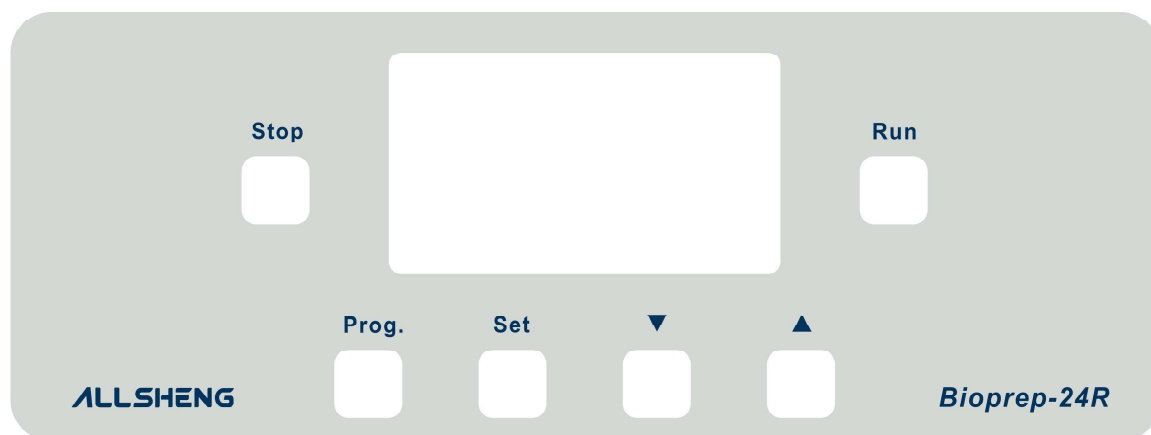 Stop
Run
Prog. Set ▼ ▲
ALLSHENG
Bioprep-24R